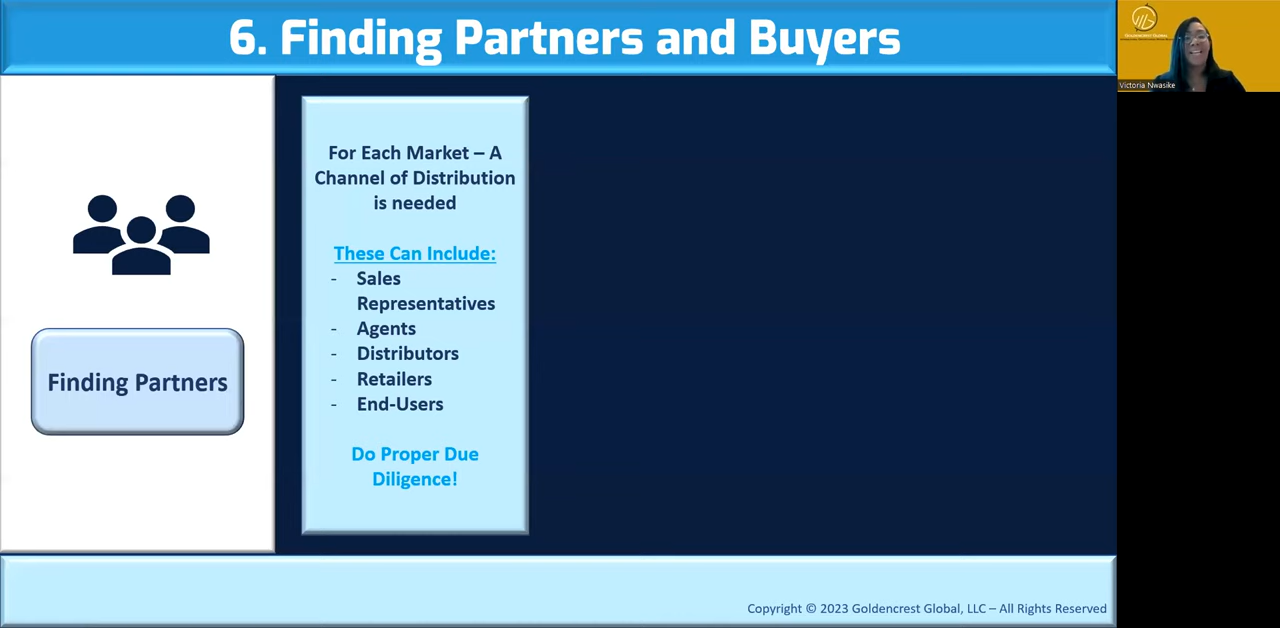 6. Finding Partners and Buyers
GOLDENCREST GLOBAL
Victoria Nwasike
For Each Market – A
Channel of Distribution
is needed
These Can Include:
- Sales
Representatives
- Agents
- Distributors
- Retailers
- End-Users
Do Proper Due
Diligence!
Finding Partners
Copyright © 2023 Goldencrest Global, LLC – All Rights Reserved